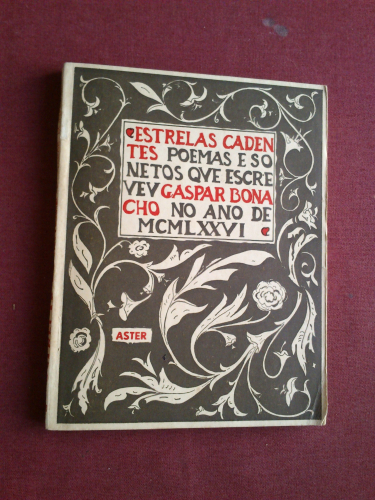 ESTRELAS CADEN
TES POEMAS E SO
NETOS QVE ESCRE
VEV GASPAR BONA
CHO NO ANO DE
MCMLXXVI
ASTER